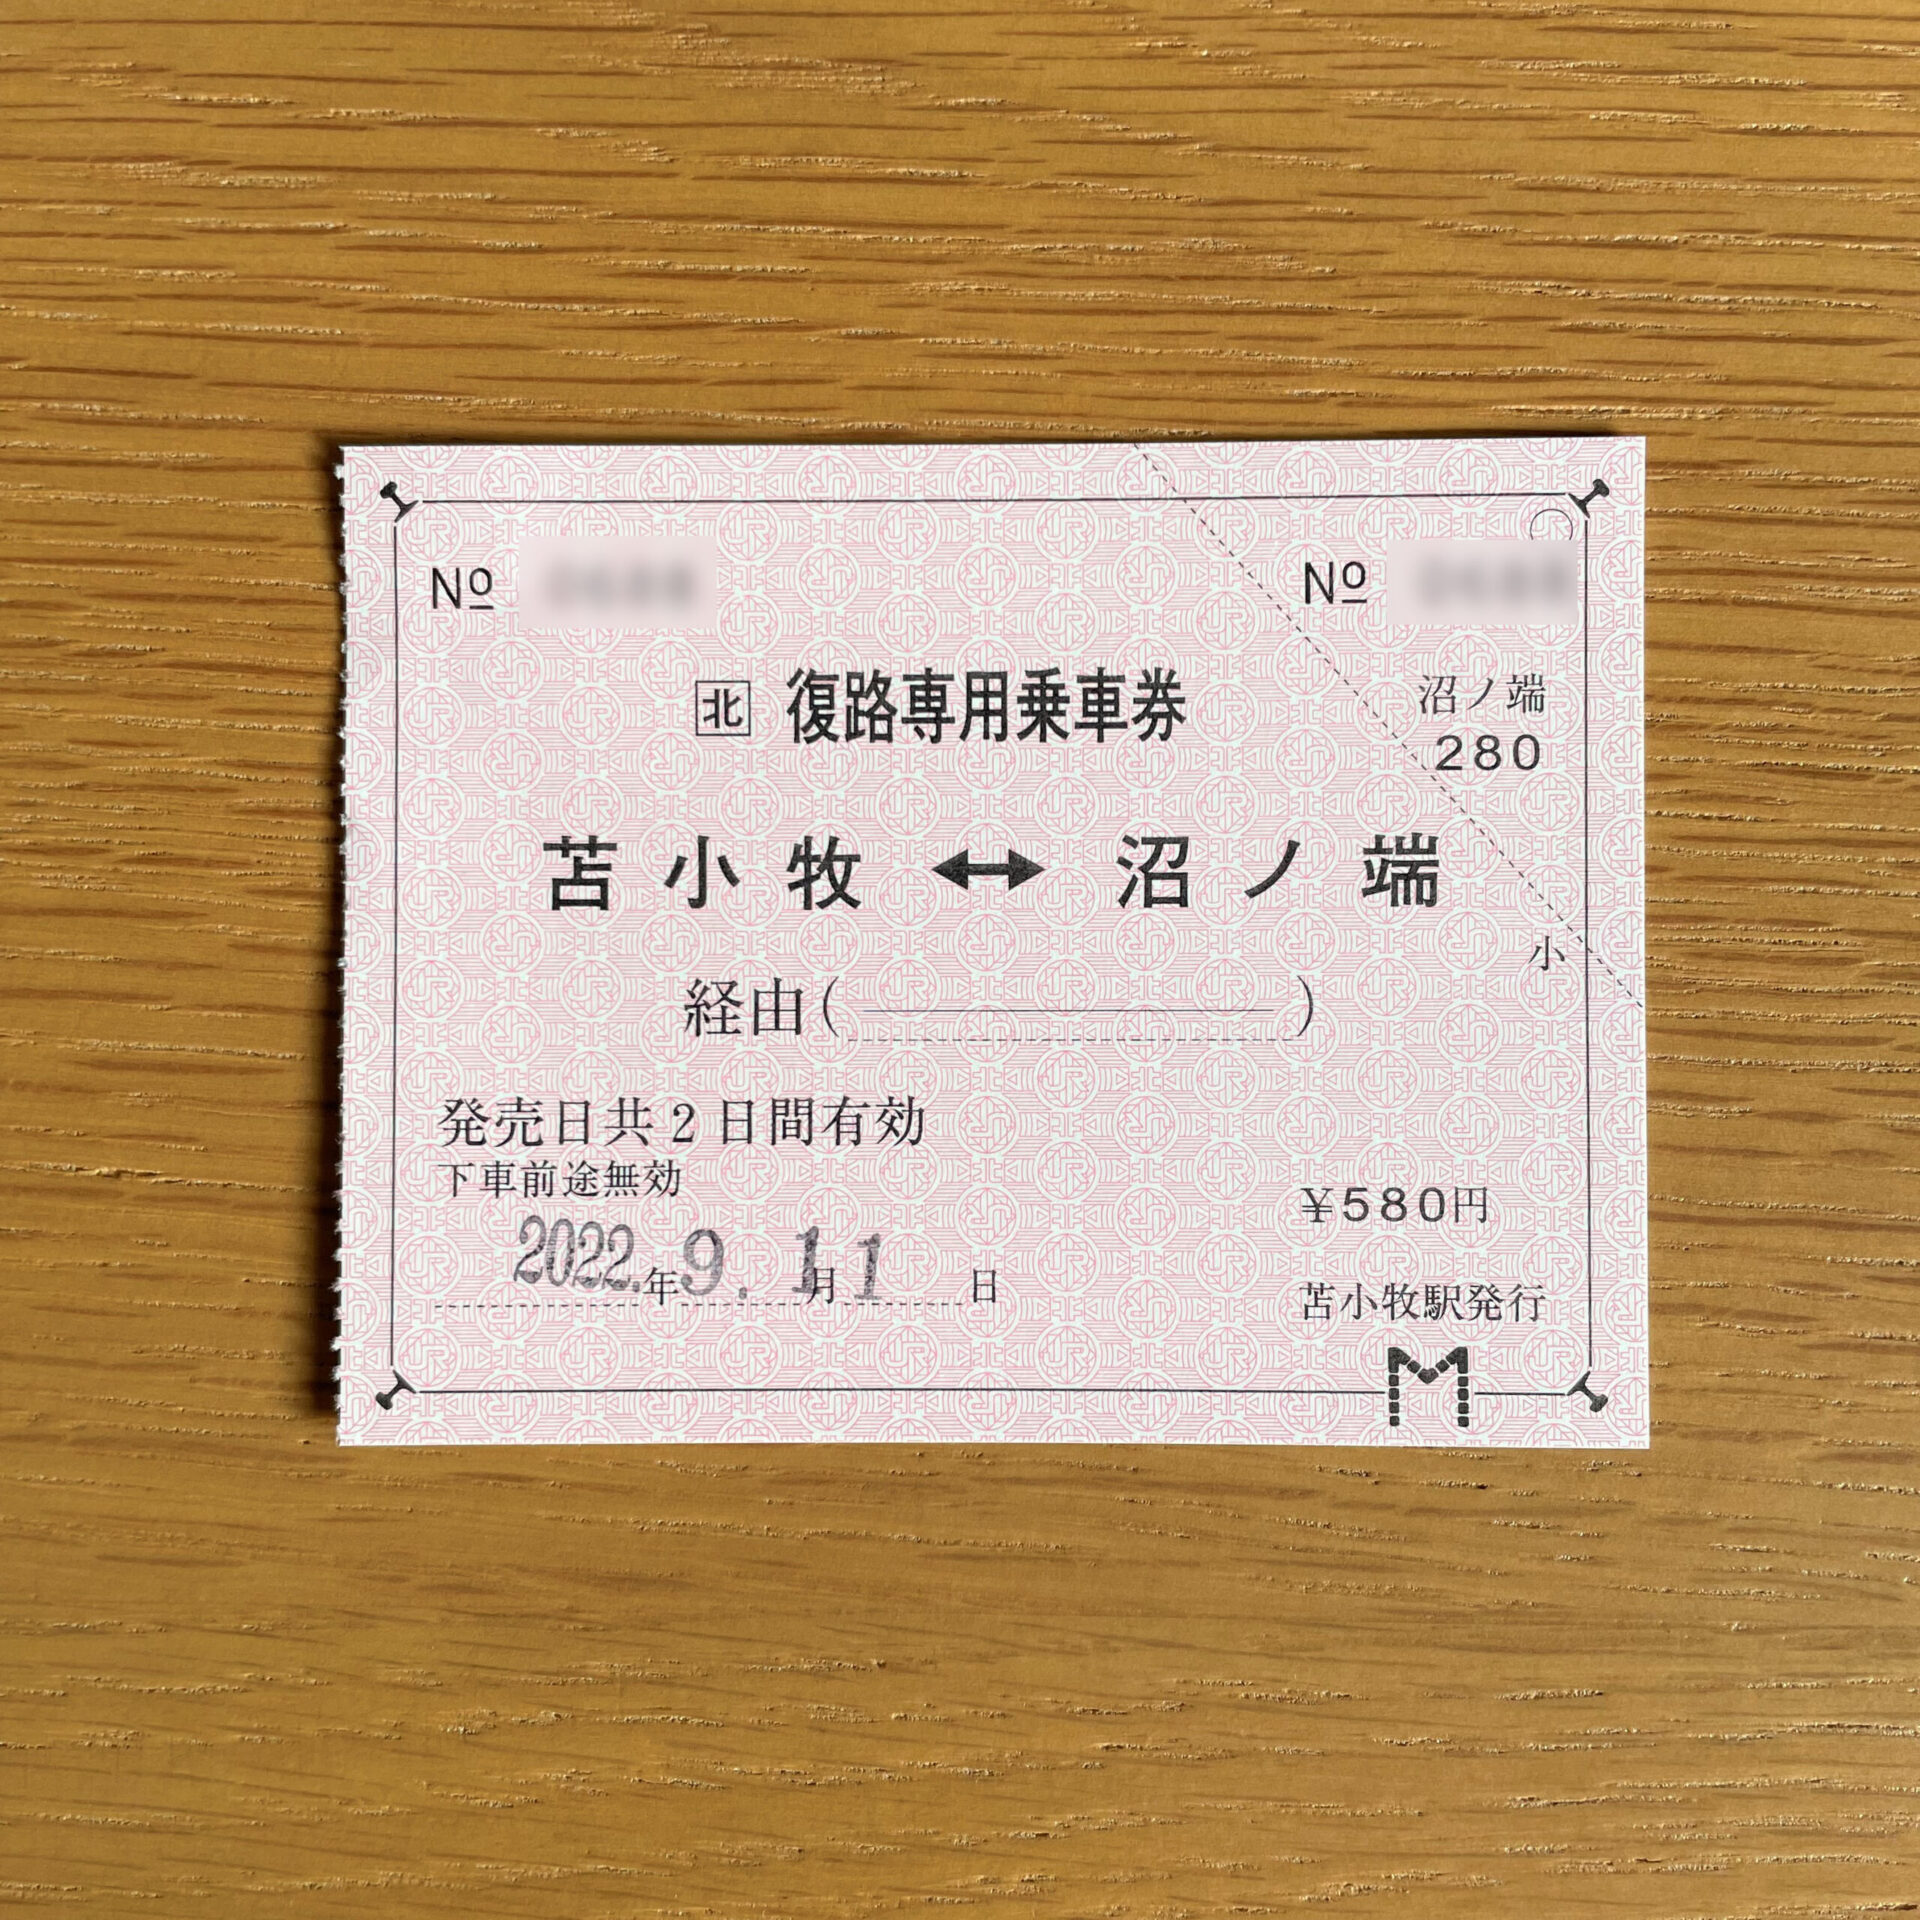 № №
北 復路専用乗車券
沼ノ端
280
苫小牧 ↔ 沼ノ端
小
経由( )
発売日共2日間有効
下車前途無効
¥580円
2022.年9.11月1日
苫小牧駅発行
M